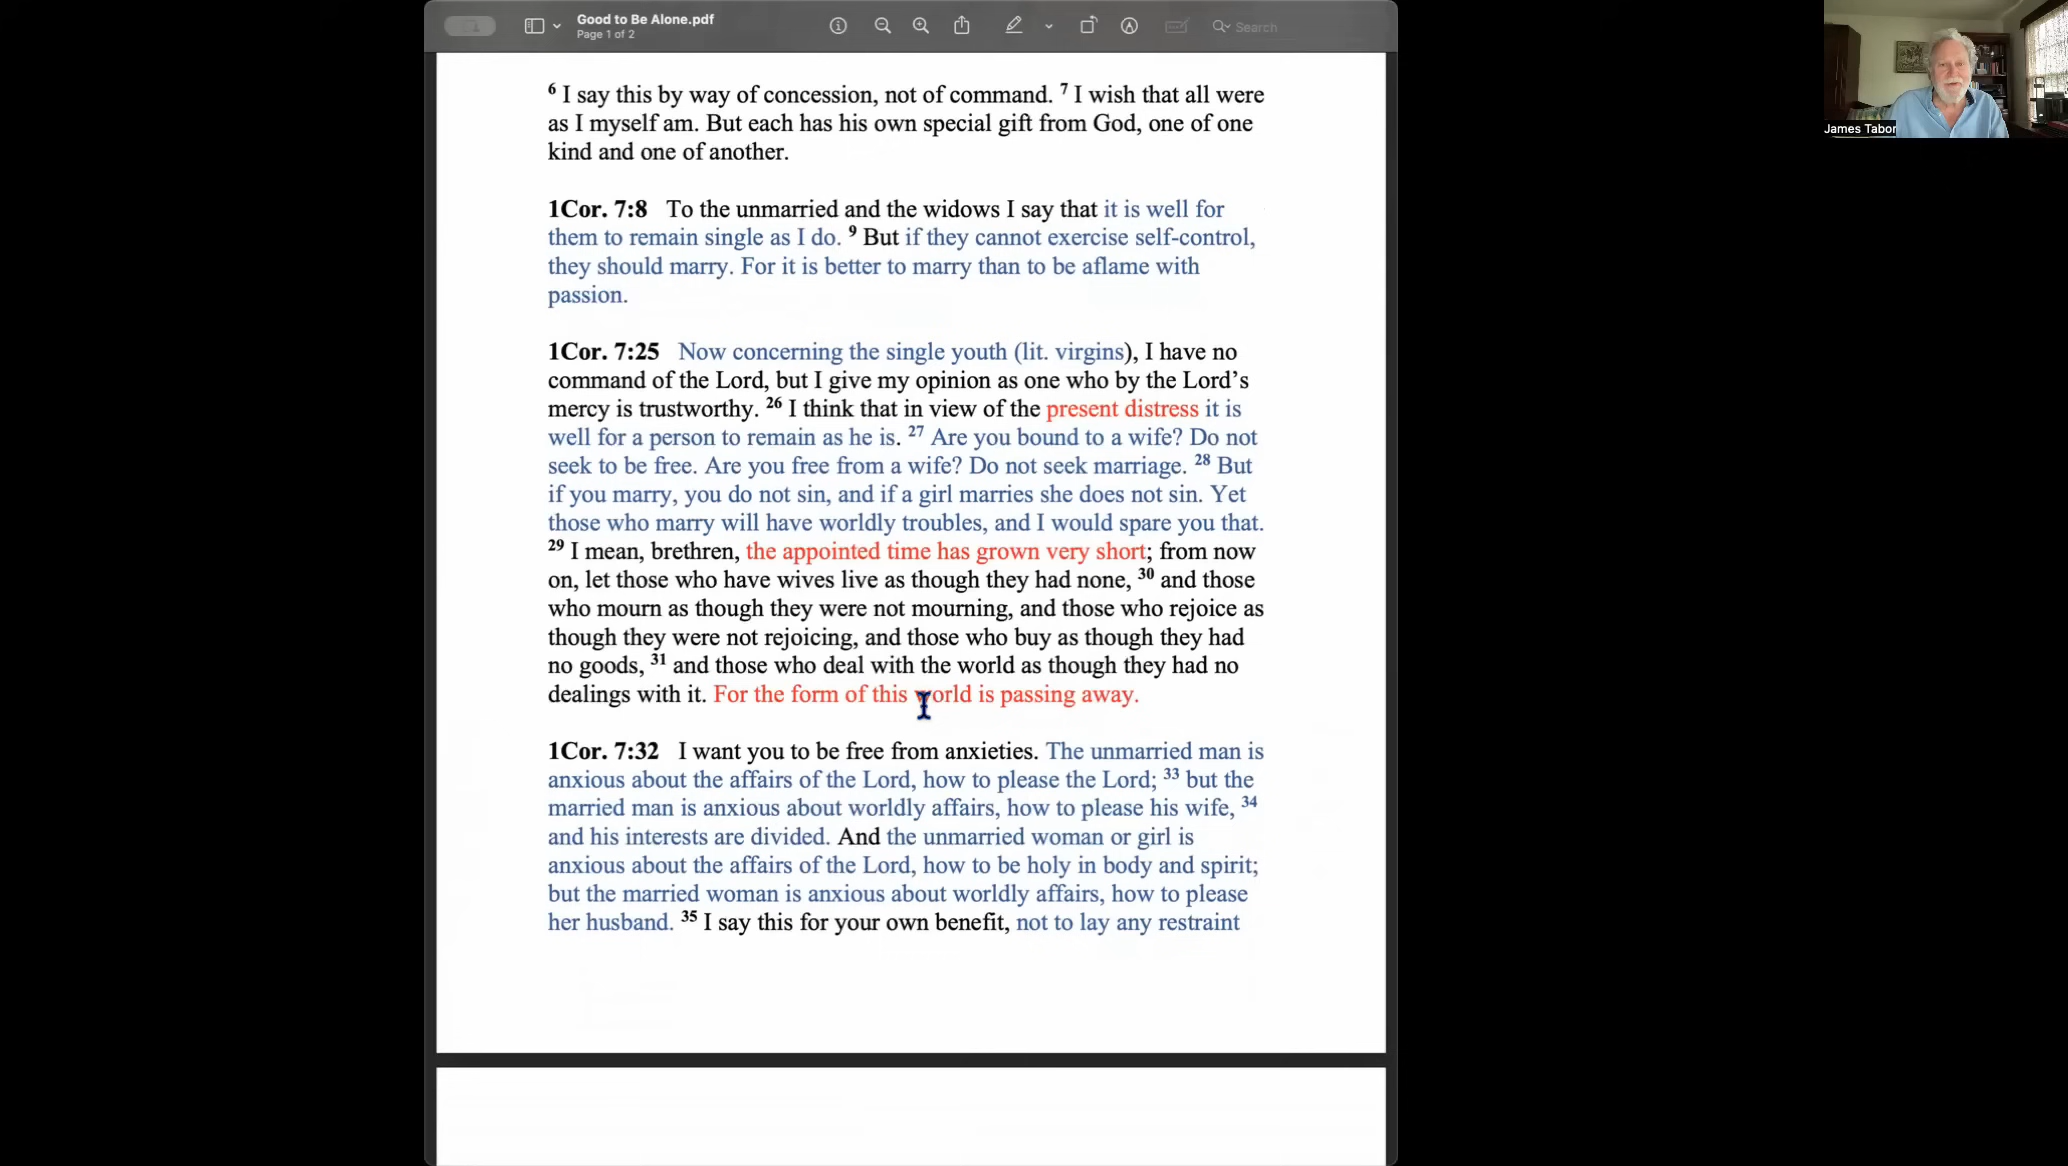 Good to Be Alone.pdf
Page 1 of 2
Search
James Tabor
6 I say this by way of concession, not of command. 7 I wish that all were
as I myself am. But each has his own special gift from God, one of one
kind and one of another.
1Cor. 7:8 To the unmarried and the widows I say that it is well for
them to remain single as I do. 9 But if they cannot exercise self-control,
they should marry. For it is better to marry than to be aflame with
passion.
1Cor. 7:25 Now concerning the single youth (lit. virgins), I have no
command of the Lord, but I give my opinion as one who by the Lord’s
mercy is trustworthy. 26 I think that in view of the present distress it is
well for a person to remain as he is. 27 Are you bound to a wife? Do not
seek to be free. Are you free from a wife? Do not seek marriage. 28 But
if you marry, you do not sin, and if a girl marries she does not sin. Yet
those who marry will have worldly troubles, and I would spare you that.
29 I mean, brethren, the appointed time has grown very short; from now
on, let those who have wives live as though they had none, 30 and those
who mourn as though they were not mourning, and those who rejoice as
though they were not rejoicing, and those who buy as though they had
no goods, 31 and those who deal with the world as though they had no
dealings with it. For the form of this world is passing away.
1Cor. 7:32 I want you to be free from anxieties. The unmarried man is
anxious about the affairs of the Lord, how to please the Lord; 33 but the
married man is anxious about worldly affairs, how to please his wife, 34
and his interests are divided. And the unmarried woman or girl is
anxious about the affairs of the Lord, how to be holy in body and spirit;
but the married woman is anxious about worldly affairs, how to please
her husband. 35 I say this for your own benefit, not to lay any restraint